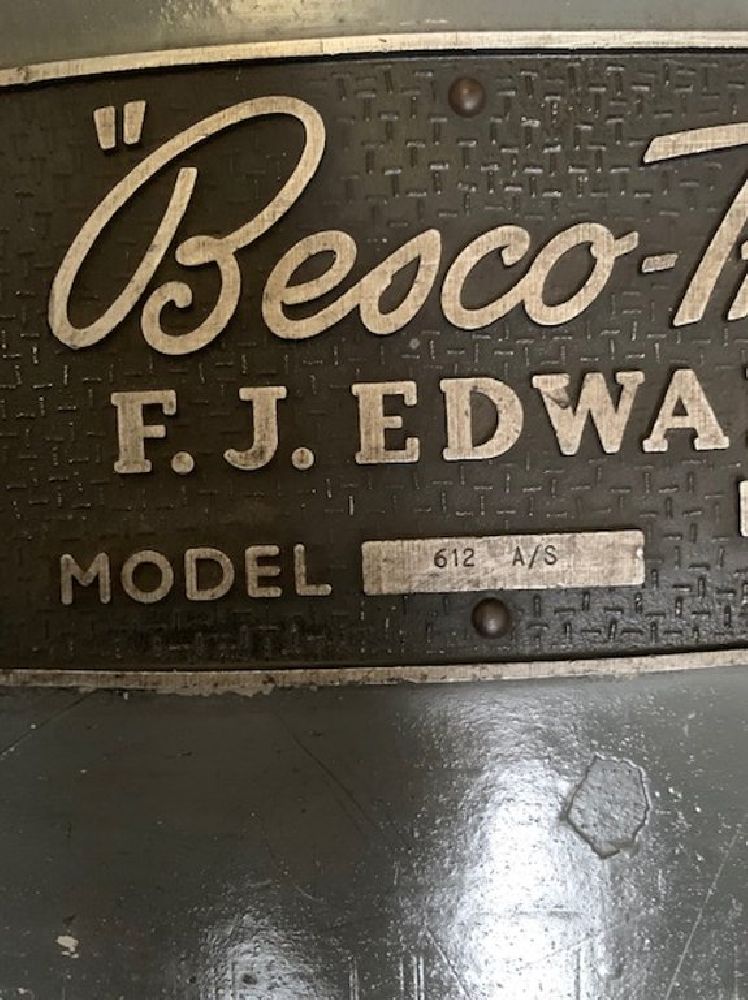 "Besco-T
F.J. EDWA
MODEL 612 A/S